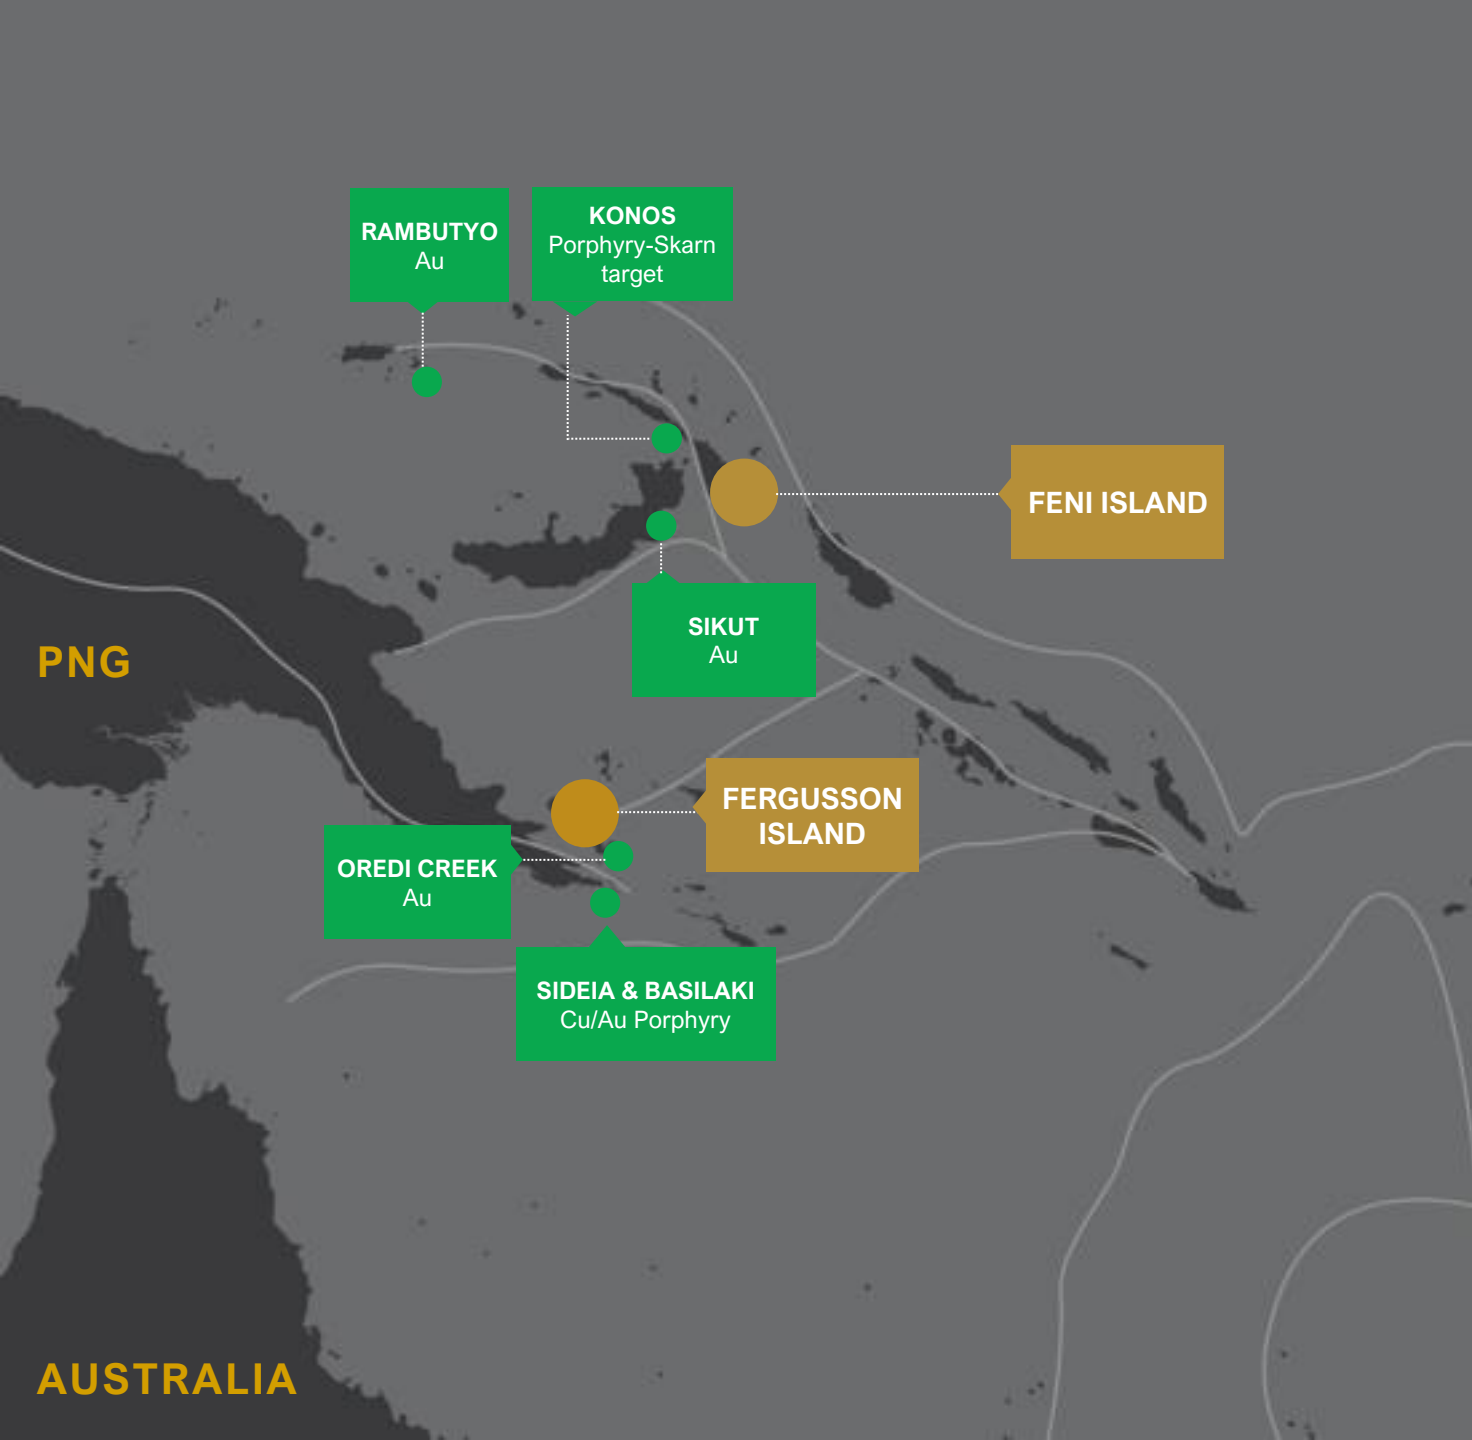 RAMBUTYO
Au
KONOS
Porphyry-Skarn
target
FENI ISLAND
SIKUT
Au
PNG
FERGUSSON
ISLAND
OREDI CREEK
Au
SIDEIA & BASILAKI
Cu/Au Porphyry
AUSTRALIA